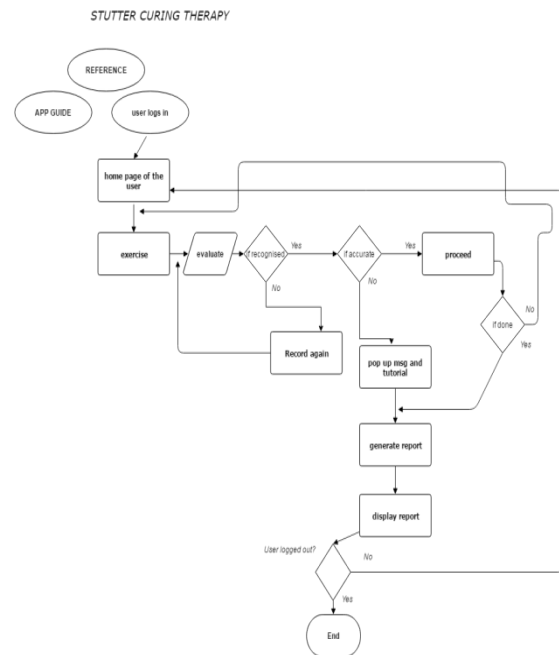 STUTTER CURING THERAPY
REFERENCE
APP GUIDE
user logs in
home page of the
user
exercise
evaluate
if recognised
Yes
if accurate
Yes
proceed
No
No
If done
No
Yes
Record again
pop up msg and
tutorial
generate report
display report
User logged out?
No
Yes
End